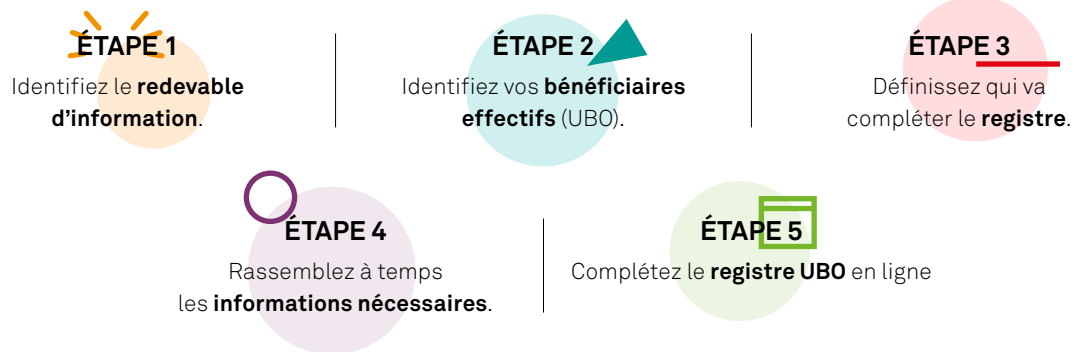 ÉTAPE 1
Identifiez le redevable
d'information.
ÉTAPE 2
Identifiez vos bénéficiaires
effectifs (UBO).
ÉTAPE 3
Définissez qui va
compléter le registre.
ÉTAPE 4
Rassemblez à temps
les informations nécessaires.
ÉTAPE 5
Complétez le registre UBO en ligne